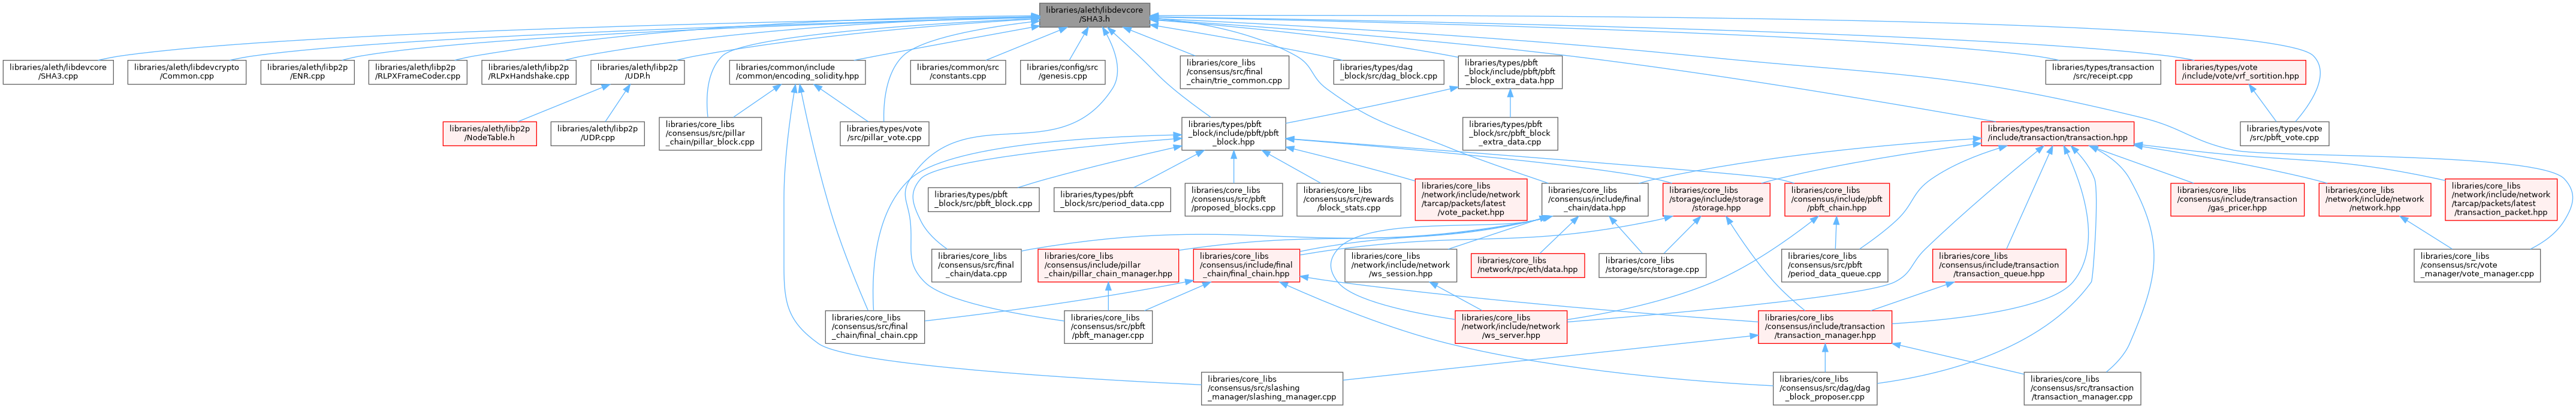 libraries/aleth/libdevcore
/SHA3.h
libraries/aleth/libdevcore
/SHA3.cpp
libraries/aleth/libdevcrypto
/Common.cpp
libraries/aleth/libp2p
/ENR.cpp
libraries/aleth/libp2p
/RLPXFrameCoder.cpp
libraries/aleth/libp2p
/RLPxHandshake.cpp
libraries/aleth/libp2p
/UDP.h
libraries/common/include
/common/encoding_solidity.hpp
libraries/common/src
/constants.cpp
libraries/config/src
/genesis.cpp
libraries/core_libs
/consensus/src/final
_chain/trie_common.cpp
libraries/types/dag
_block/src/dag_block.cpp
libraries/types/pbft
_block/include/pbft/pbft
_block_extra_data.hpp
libraries/types/transaction
/src/receipt.cpp
libraries/types/vote
/include/vote/vrf_sortition.hpp
libraries/aleth/libp2p
/NodeTable.h
libraries/aleth/libp2p
/UDP.cpp
libraries/core_libs
/consensus/src/pillar
_chain/pillar_block.cpp
libraries/types/vote
/src/pillar_vote.cpp
libraries/types/pbft
_block/include/pbft/pbft
_block.hpp
libraries/types/pbft
_block/src/pbft_block
_extra_data.cpp
libraries/types/transaction
/include/transaction/transaction.hpp
libraries/types/vote
/src/pbft_vote.cpp
libraries/types/pbft
_block/src/pbft_block.cpp
libraries/types/pbft
_block/src/period_data.cpp
libraries/core_libs
/consensus/src/pbft
/proposed_blocks.cpp
libraries/core_libs
/consensus/src/rewards
/block_stats.cpp
libraries/core_libs
/network/include/network
/tarcap/packets/latest
/vote_packet.hpp
libraries/core_libs
/consensus/include/final
_chain/data.hpp
libraries/core_libs
/storage/include/storage
/storage.hpp
libraries/core_libs
/consensus/include/pbft
/pbft_chain.hpp
libraries/core_libs
/consensus/include/transaction
/gas_pricer.hpp
libraries/core_libs
/network/include/network
/network.hpp
libraries/core_libs
/network/include/network
/tarcap/packets/latest
/transaction_packet.hpp
libraries/core_libs
/consensus/src/final
_chain/data.cpp
libraries/core_libs
/consensus/include/pillar
_chain/pillar_chain_manager.hpp
libraries/core_libs
/consensus/include/final
_chain/final_chain.hpp
libraries/core_libs
/network/include/network
/ws_session.hpp
libraries/core_libs
/network/rpc/eth/data.hpp
libraries/core_libs
/storage/src/storage.cpp
libraries/core_libs
/consensus/src/pbft
/period_data_queue.cpp
libraries/core_libs
/consensus/include/transaction
/transaction_queue.hpp
libraries/core_libs
/consensus/src/vote
_manager/vote_manager.cpp
libraries/core_libs
/consensus/src/final
_chain/final_chain.cpp
libraries/core_libs
/consensus/src/pbft
/pbft_manager.cpp
libraries/core_libs
/network/include/network
/ws_server.hpp
libraries/core_libs
/consensus/include/transaction
/transaction_manager.hpp
libraries/core_libs
/consensus/src/slashing
_manager/slashing_manager.cpp
libraries/core_libs
/consensus/src/dag/dag
_block_proposer.cpp
libraries/core_libs
/consensus/src/transaction
/transaction_manager.cpp